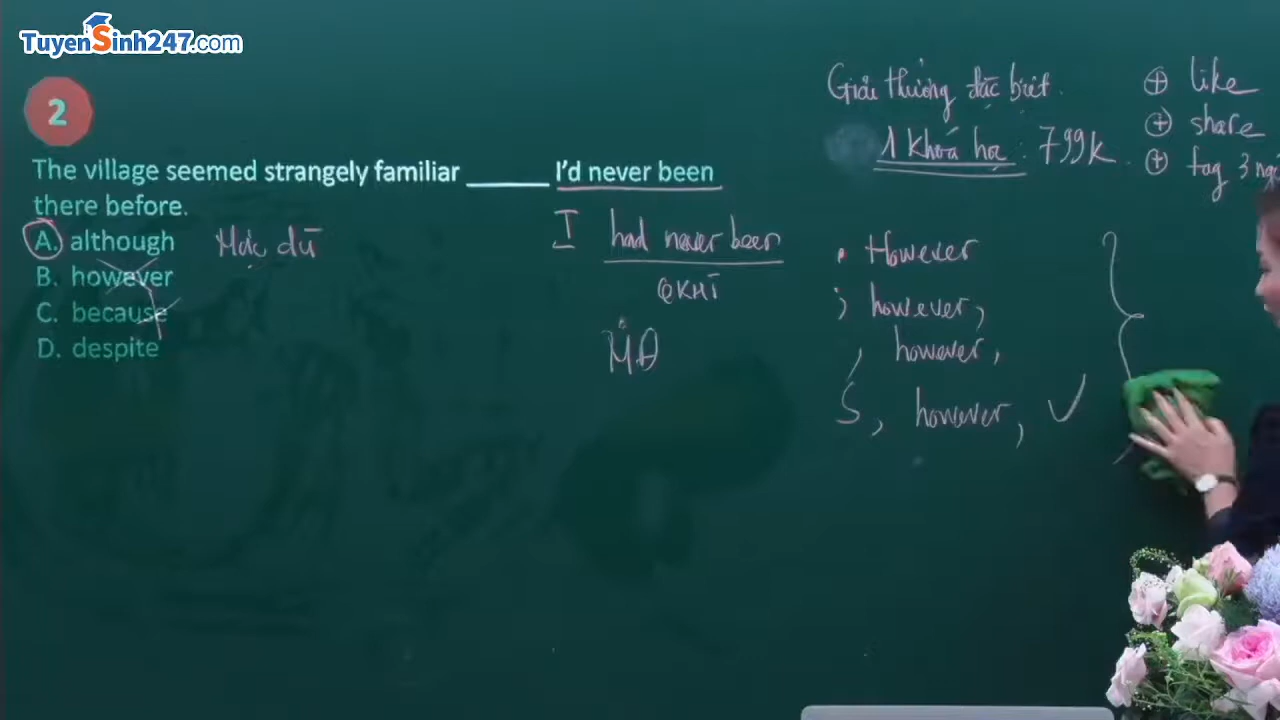 TuyenSinh247.com
2
The village seemed strangely familiar ______ I'd never been
there before.
A. although Mặc dù
B. however
C. because
D. despite
I had never been
QKHT
MĐ
Giải thưởng đặc biệt.
1 khoá học: 799k
+ like
+ share
+ tag 3
. However
; however,
, however,
S, however, V